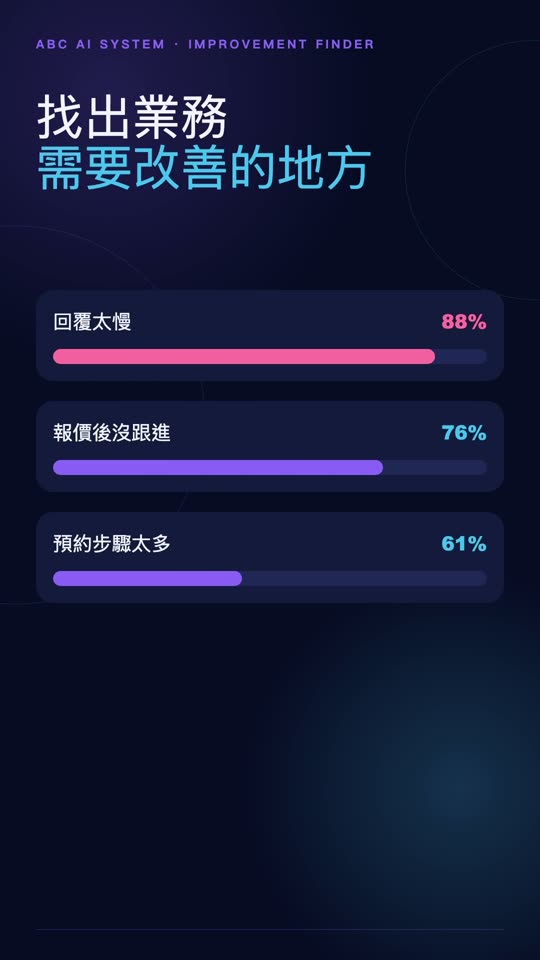 ABC AI SYSTEM · IMPROVEMENT FINDER
找出業務
需要改善的地方
回覆太慢 88%
報價後沒跟進 76%
預約步驟太多 61%